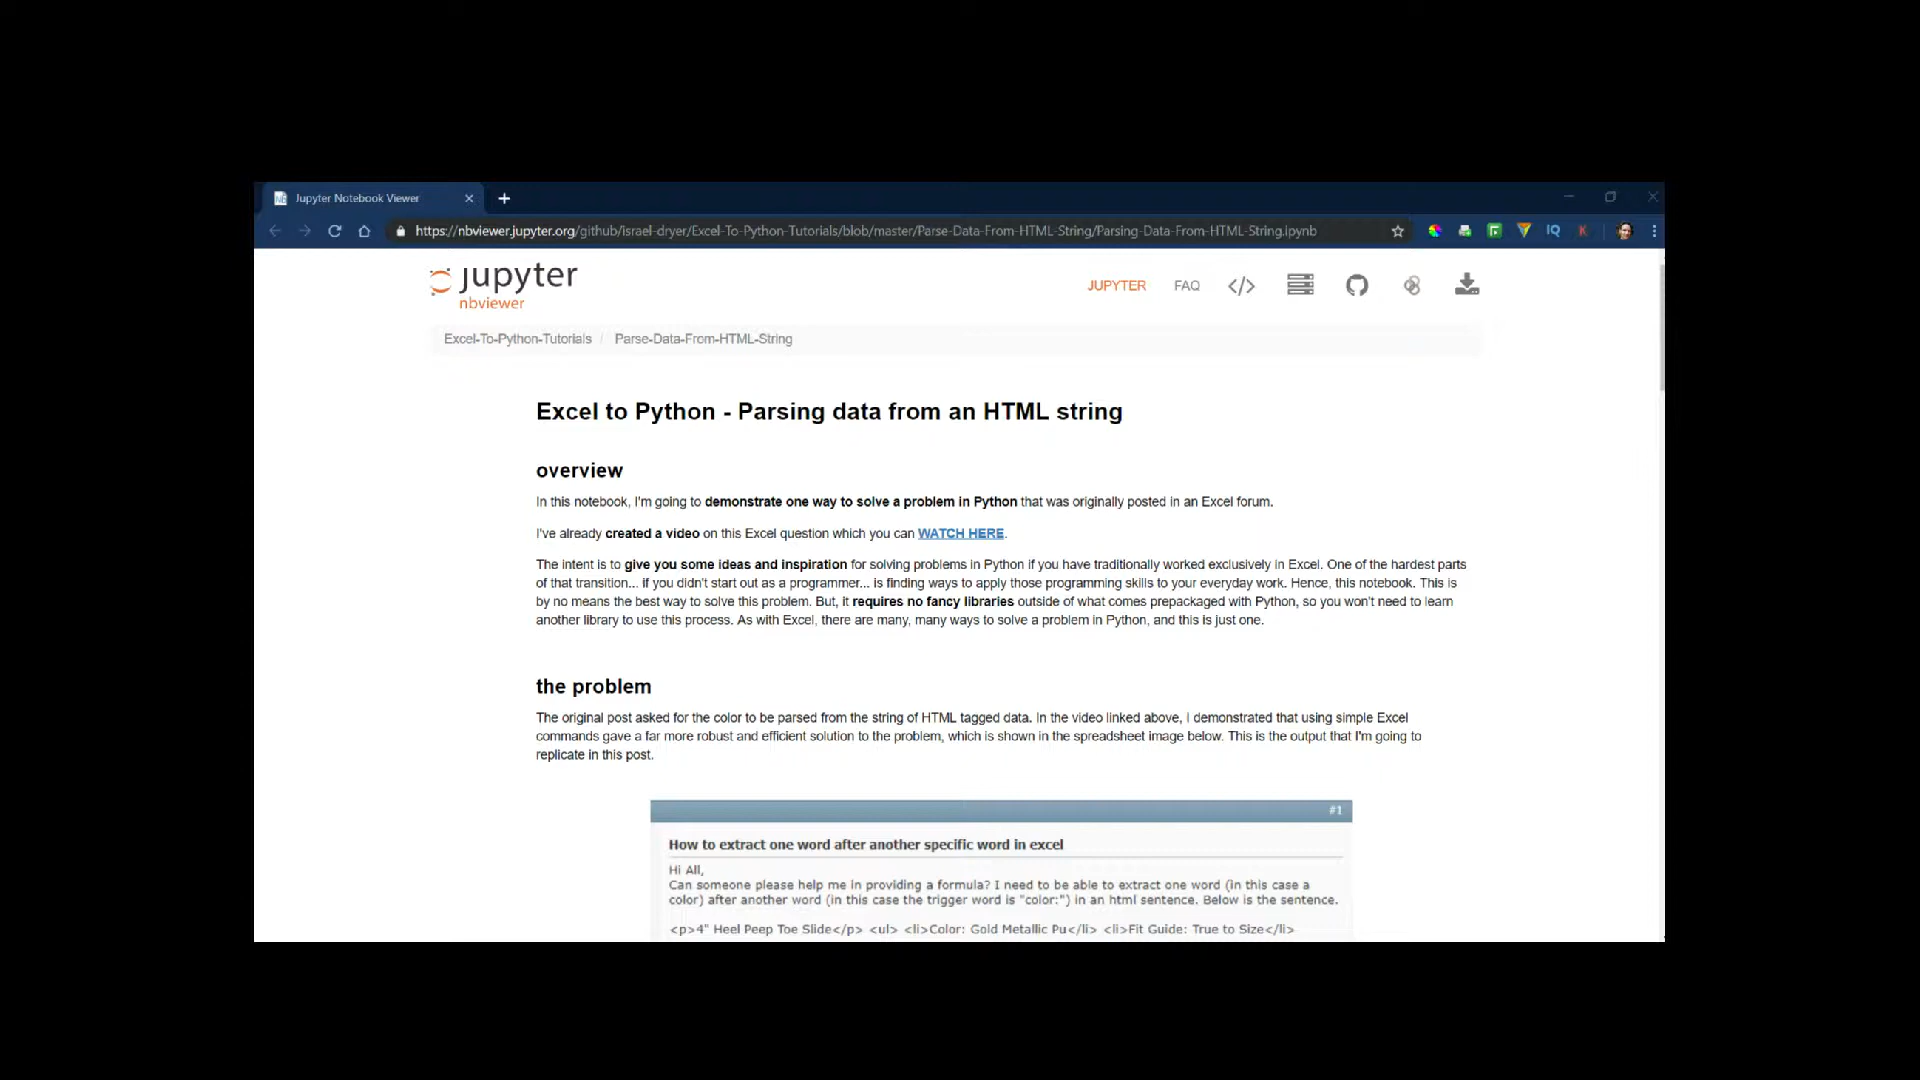 Jupyter Notebook Viewer
https://nbviewer.jupyter.org/github/israel-dryer/Excel-To-Python-Tutorials/blob/master/Parse-Data-From-HTML-String/Parsing-Data-From-HTML-String.ipynb
IQ
K
jupyter
nbviewer
JUPYTER FAQ </>
Excel-To-Python-Tutorials / Parse-Data-From-HTML-String
Excel to Python - Parsing data from an HTML string
overview
In this notebook, I'm going to demonstrate one way to solve a problem in Python that was originally posted in an Excel forum.
I've already created a video on this Excel question which you can WATCH HERE.
The intent is to give you some ideas and inspiration for solving problems in Python if you have traditionally worked exclusively in Excel. One of the hardest parts
of that transition... if you didn't start out as a programmer... is finding ways to apply those programming skills to your everyday work. Hence, this notebook. This is
by no means the best way to solve this problem. But, it requires no fancy libraries outside of what comes prepackaged with Python, so you won't need to learn
another library to use this process. As with Excel, there are many, many ways to solve a problem in Python, and this is just one.
the problem
The original post asked for the color to be parsed from the string of HTML tagged data. In the video linked above, I demonstrated that using simple Excel
commands gave a far more robust and efficient solution to the problem, which is shown in the spreadsheet image below. This is the output that I'm going to
replicate in this post.
#1
How to extract one word after another specific word in excel
Hi All,
Can someone please help me in providing a formula? I need to be able to extract one word (in this case a
color) after another word (in this case the trigger word is "color:") in an html sentence. Below is the sentence.
<p>4" Heel Peep Toe Slide</p> <ul> <li>Color: Gold Metallic Pu</li> <li>Fit Guide: True to Size</li>